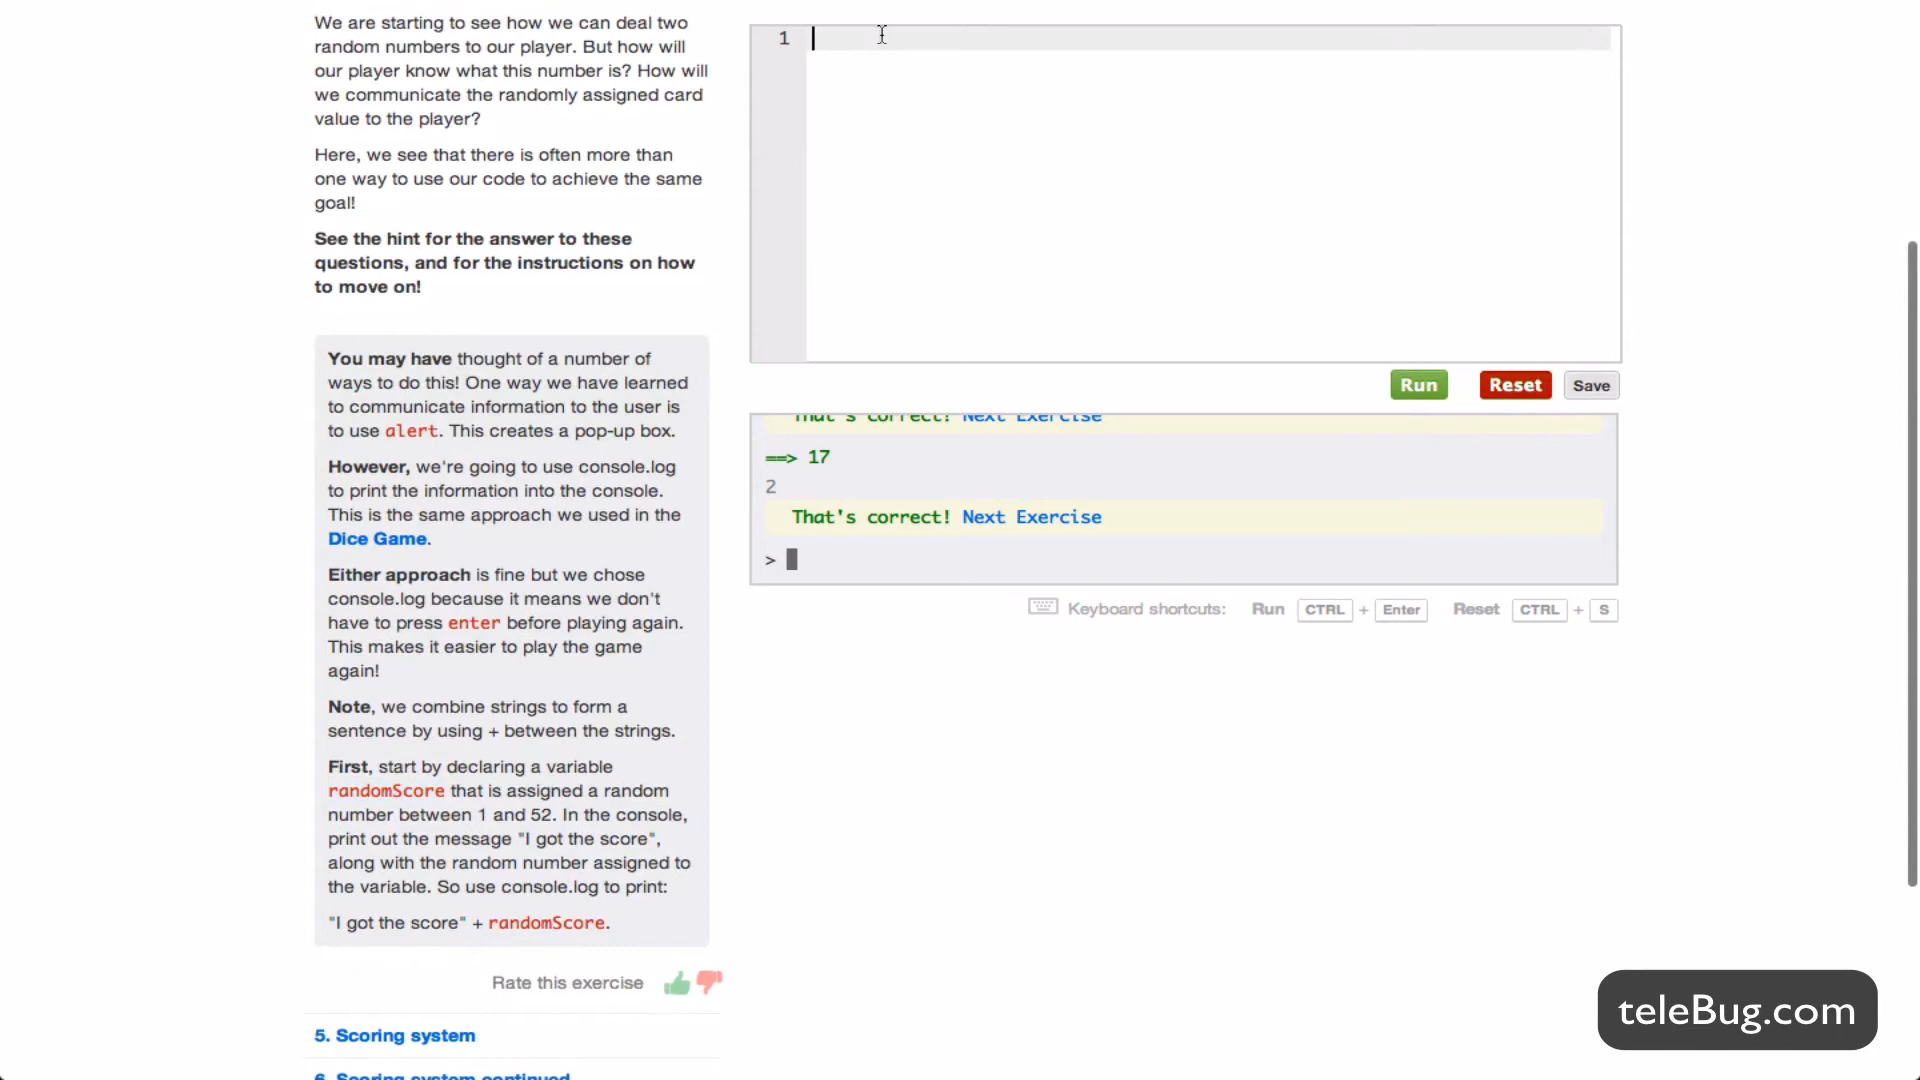 We are starting to see how we can deal two
random numbers to our player. But how will
our player know what this number is? How will
we communicate the randomly assigned card
value to the player?
Here, we see that there is often more than
one way to use our code to achieve the same
goal!
See the hint for the answer to these
questions, and for the instructions on how
to move on!
You may have thought of a number of
ways to do this! One way we have learned
to communicate information to the user is
to use alert. This creates a pop-up box.
However, we're going to use console.log
to print the information into the console.
This is the same approach we used in the
Dice Game.
Either approach is fine but we chose
console.log because it means we don't
have to press enter before playing again.
This makes it easier to play the game
again!
Note, we combine strings to form a
sentence by using + between the strings.
First, start by declaring a variable
randomScore that is assigned a random
number between 1 and 52. In the console,
print out the message "I got the score",
along with the random number assigned to
the variable. So use console.log to print:
"I got the score" + randomScore.
Rate this exercise
5. Scoring system
6. Scoring system continued
1
Run Reset Save
That's correct! Next Exercise
==> 17
2
That's correct! Next Exercise
>
Keyboard shortcuts: Run CTRL + Enter Reset CTRL + S
teleBug.com